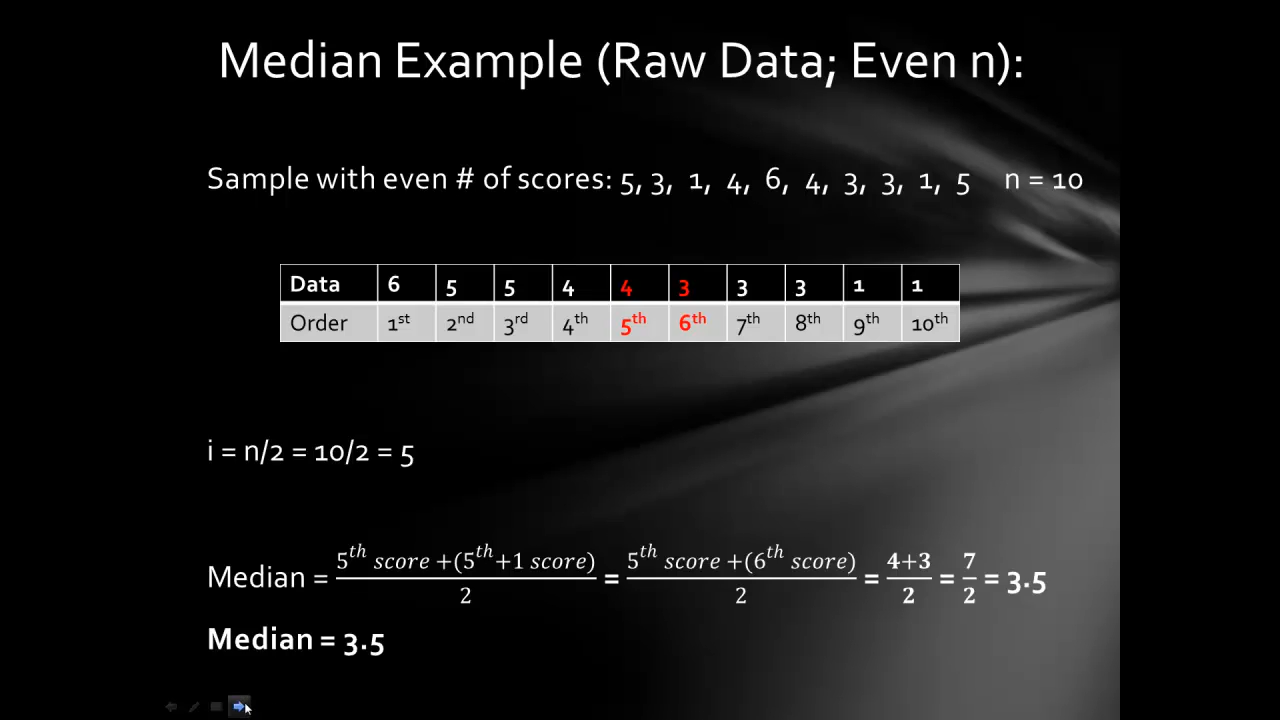 Median Example (Raw Data; Even n):
Sample with even # of scores: 5, 3, 1, 4, 6, 4, 3, 3, 1, 5 n = 10
Data 6 5 5 4 4 3 3 3 1 1
Order 1st 2nd 3rd 4th 5th 6th 7th 8th 9th 10th
i = n/2 = 10/2 = 5
Median = (5th score +(5th+1 score))/2 = (5th score +(6th score))/2 = (4+3)/2 = 7/2 = 3.5
Median = 3.5